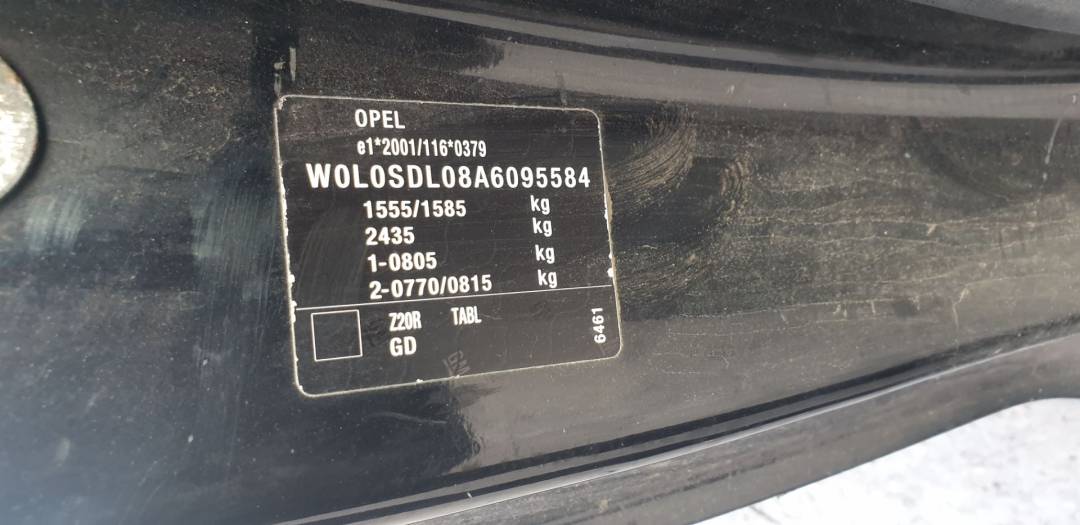 OPEL
e1*2001/116*0379
W0L0SDL08A6095584
1555/1585 kg
2435 kg
1-0805 kg
2-0770/0815 kg
Z20R TABL
GD
6461
GM